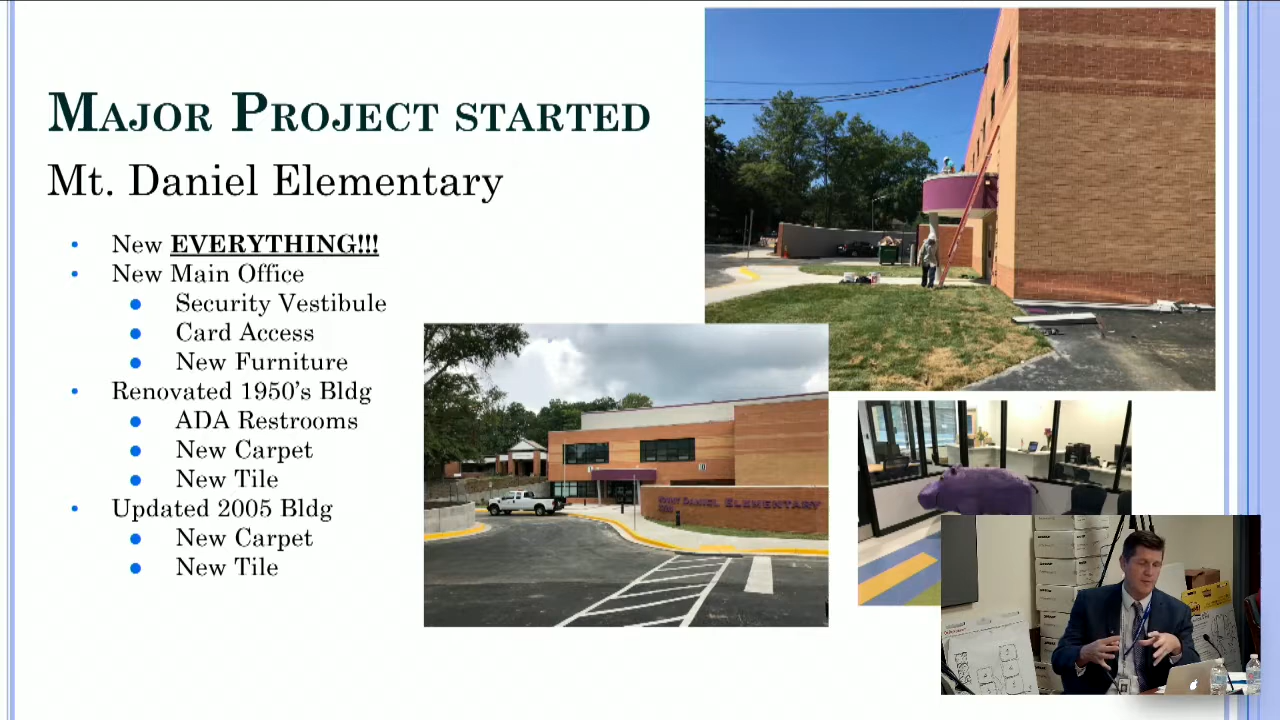 MAJOR PROJECT STARTED
Mt. Daniel Elementary
• New EVERYTHING!!!
• New Main Office
● Security Vestibule
● Card Access
● New Furniture
• Renovated 1950's Bldg
● ADA Restrooms
● New Carpet
● New Tile
• Updated 2005 Bldg
● New Carpet
● New Tile
DANIEL ELEMENTARY